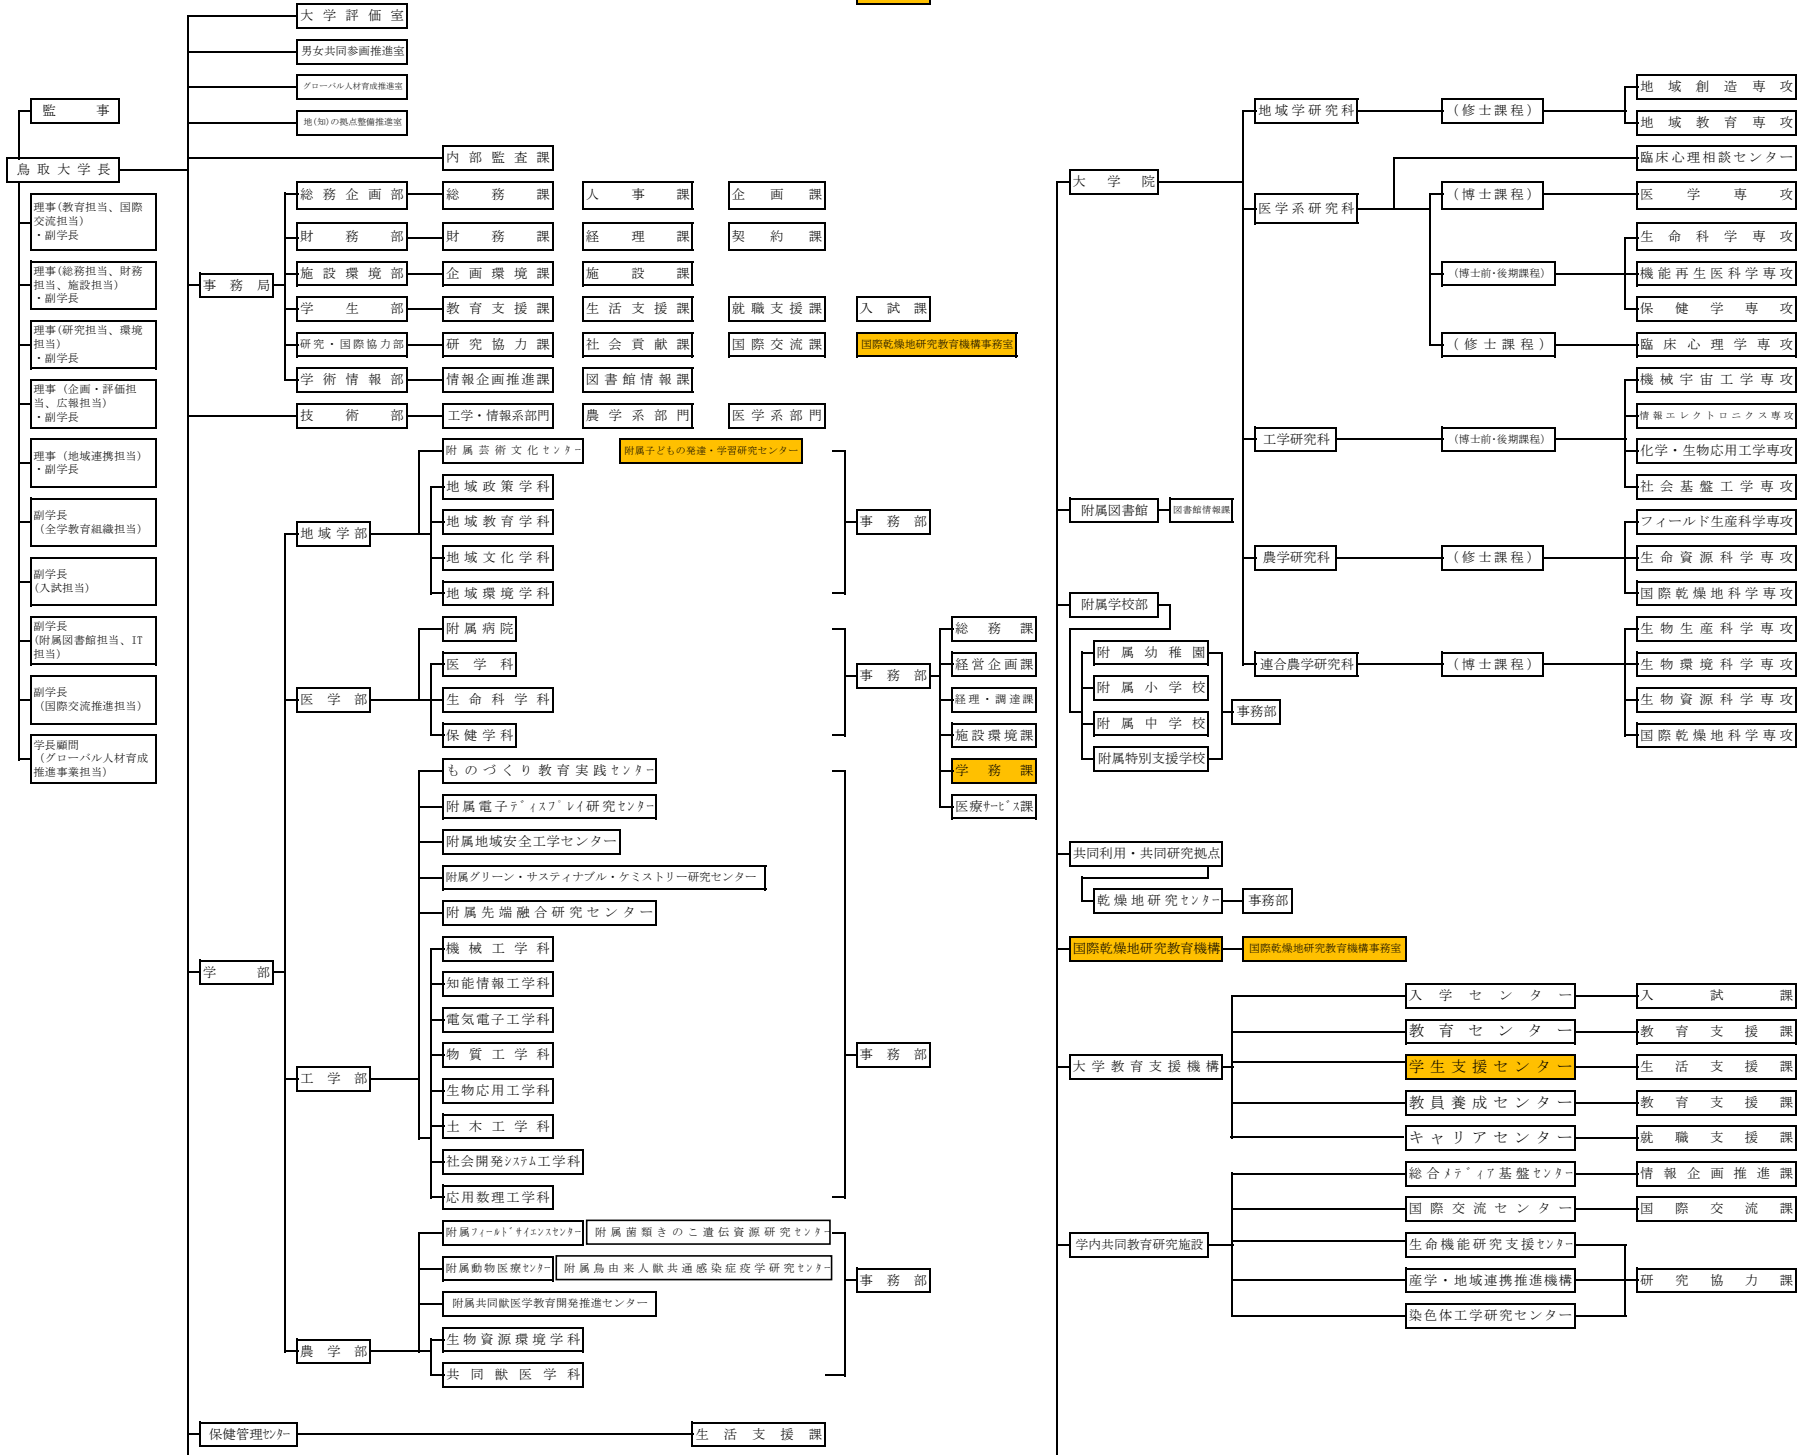 大学評価室
男女共同参画推進室
グローバル人材育成推進室
地(知)の拠点整備推進室
監事
鳥取大学長
理事(教育担当、国際
交流担当)
・副学長
理事(総務担当、財務
担当、施設担当)
・副学長
理事(研究担当、環境
担当)
・副学長
理事(企画・評価担
当、広報担当)
・副学長
理事(地域連携担当)
・副学長
副学長
(全学教育組織担当)
副学長
(入試担当)
副学長
(附属図書館担当、IT
担当)
副学長
(国際交流推進担当)
学長顧問
(グローバル人材育成
推進事業担当)
内部監査課
事務局
総務企画部 総務課 人事課 企画課
財務部 財務課 経理課 契約課
施設環境部 企画環境課 施設課
学生部 教育支援課 生活支援課 就職支援課 入試課
研究・国際協力部 研究協力課 社会貢献課 国際交流課 国際乾燥地研究教育機構事務室
学術情報部 情報企画推進課 図書館情報課
技術部 工学・情報系部門 農学系部門 医学系部門
学部
地域学部
附属芸術文化センター 附属子どもの発達・学習研究センター
地域政策学科
地域教育学科
地域文化学科
地域環境学科
事務部
医学部
附属病院
医学科
生命科学科
保健学科
事務部
総務課
経営企画課
経理・調達課
施設環境課
学務課
医療サービス課
工学部
ものづくり教育実践センター
附属電子ディスプレイ研究センター
附属地域安全工学センター
附属グリーン・サスティナブル・ケミストリー研究センター
附属先端融合研究センター
機械工学科
知能情報工学科
電気電子工学科
物質工学科
生物応用工学科
土木工学科
社会開発システム工学科
応用数理工学科
事務部
農学部
附属フィールドサイエンスセンター 附属菌類きのこ遺伝資源研究センター
附属動物医療センター 附属鳥由来人獣共通感染症疫学研究センター
附属共同獣医学教育開発推進センター
生物資源環境学科
共同獣医学科
事務部
保健管理センター 生活支援課
大学院
地域学研究科 (修士課程)
地域創造専攻
地域教育専攻
医学系研究科
臨床心理相談センター
(博士課程) 医学専攻
(博士前・後期課程)
生命科学専攻
機能再生医科学専攻
保健学専攻
(修士課程) 臨床心理学専攻
工学研究科 (博士前・後期課程)
機械宇宙工学専攻
情報エレクトロニクス専攻
化学・生物応用工学専攻
社会基盤工学専攻
農学研究科 (修士課程)
フィールド生産科学専攻
生命資源科学専攻
国際乾燥地科学専攻
連合農学研究科 (博士課程)
生物生産科学専攻
生物環境科学専攻
生物資源科学専攻
国際乾燥地科学専攻
附属図書館 図書館情報課
附属学校部
附属幼稚園
附属小学校
附属中学校
附属特別支援学校
事務部
共同利用・共同研究拠点
乾燥地研究センター 事務部
国際乾燥地研究教育機構 国際乾燥地研究教育機構事務室
大学教育支援機構
入学センター 入試課
教育センター 教育支援課
学生支援センター 生活支援課
教員養成センター 教育支援課
キャリアセンター 就職支援課
学内共同教育研究施設
総合メディア基盤センター 情報企画推進課
国際交流センター 国際交流課
生命機能研究支援センター
産学・地域連携推進機構 研究協力課
染色体工学研究センター